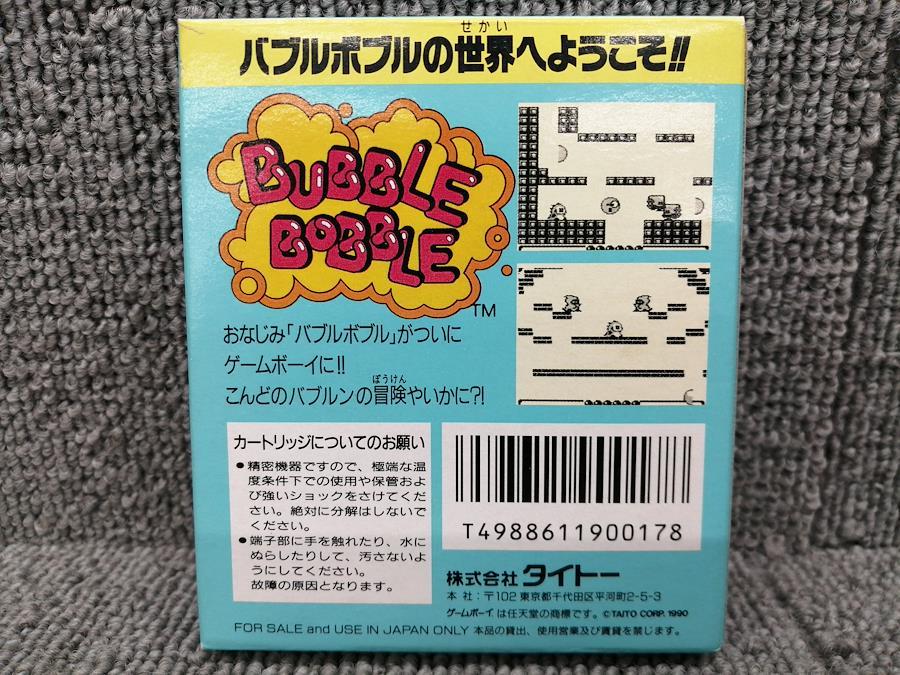 せかい
バブルボブルの世界へようこそ!!
BUBBLE
BOBBLE
TM
おなじみ「バブルボブル」がついに
ゲームボーイに!!
ぼうけん
こんどのバブルンの冒険やいかに?!
カートリッジについてのお願い
●精密機器ですので、極端な温
度条件下での使用や保管およ
び強いショックをさけてくだ
さい。絶対に分解はしないで
ください。
●端子部に手を触れたり、水に
ぬらしたりして、汚さないよ
うにしてください。
故障の原因となります。
T4988611900178
株式会社 タイトー
本 社:〒102 東京都千代田区平河町2-5-3
ゲームボーイ は任天堂の商標です。©TAITO CORP. 1990
FOR SALE and USE IN JAPAN ONLY 本品の貸出、使用営業及び賃貸を禁じます。